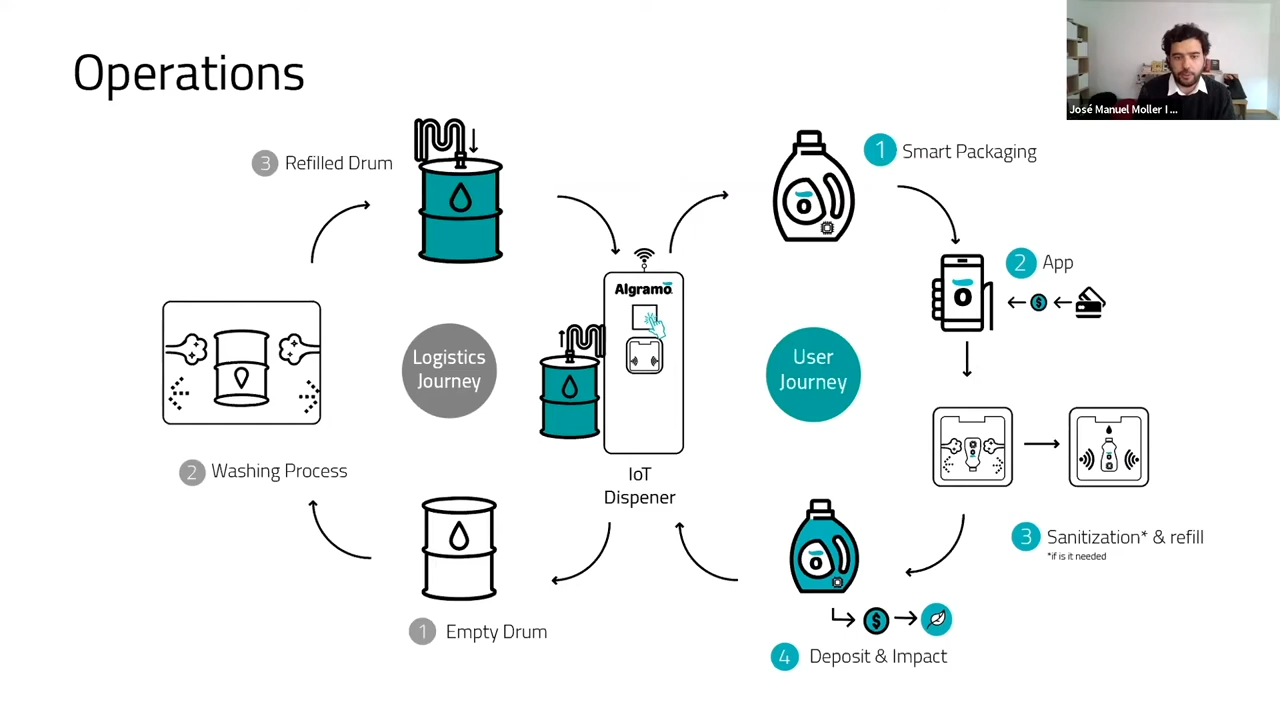 Operations
José Manuel Moller I ...
3 Refilled Drum
1 Smart Packaging
2 App
$
Algramo
Logistics
Journey
User
Journey
2 Washing Process
IoT
Dispener
3 Sanitization* & refill
*if is it needed
$
1 Empty Drum
4 Deposit & Impact